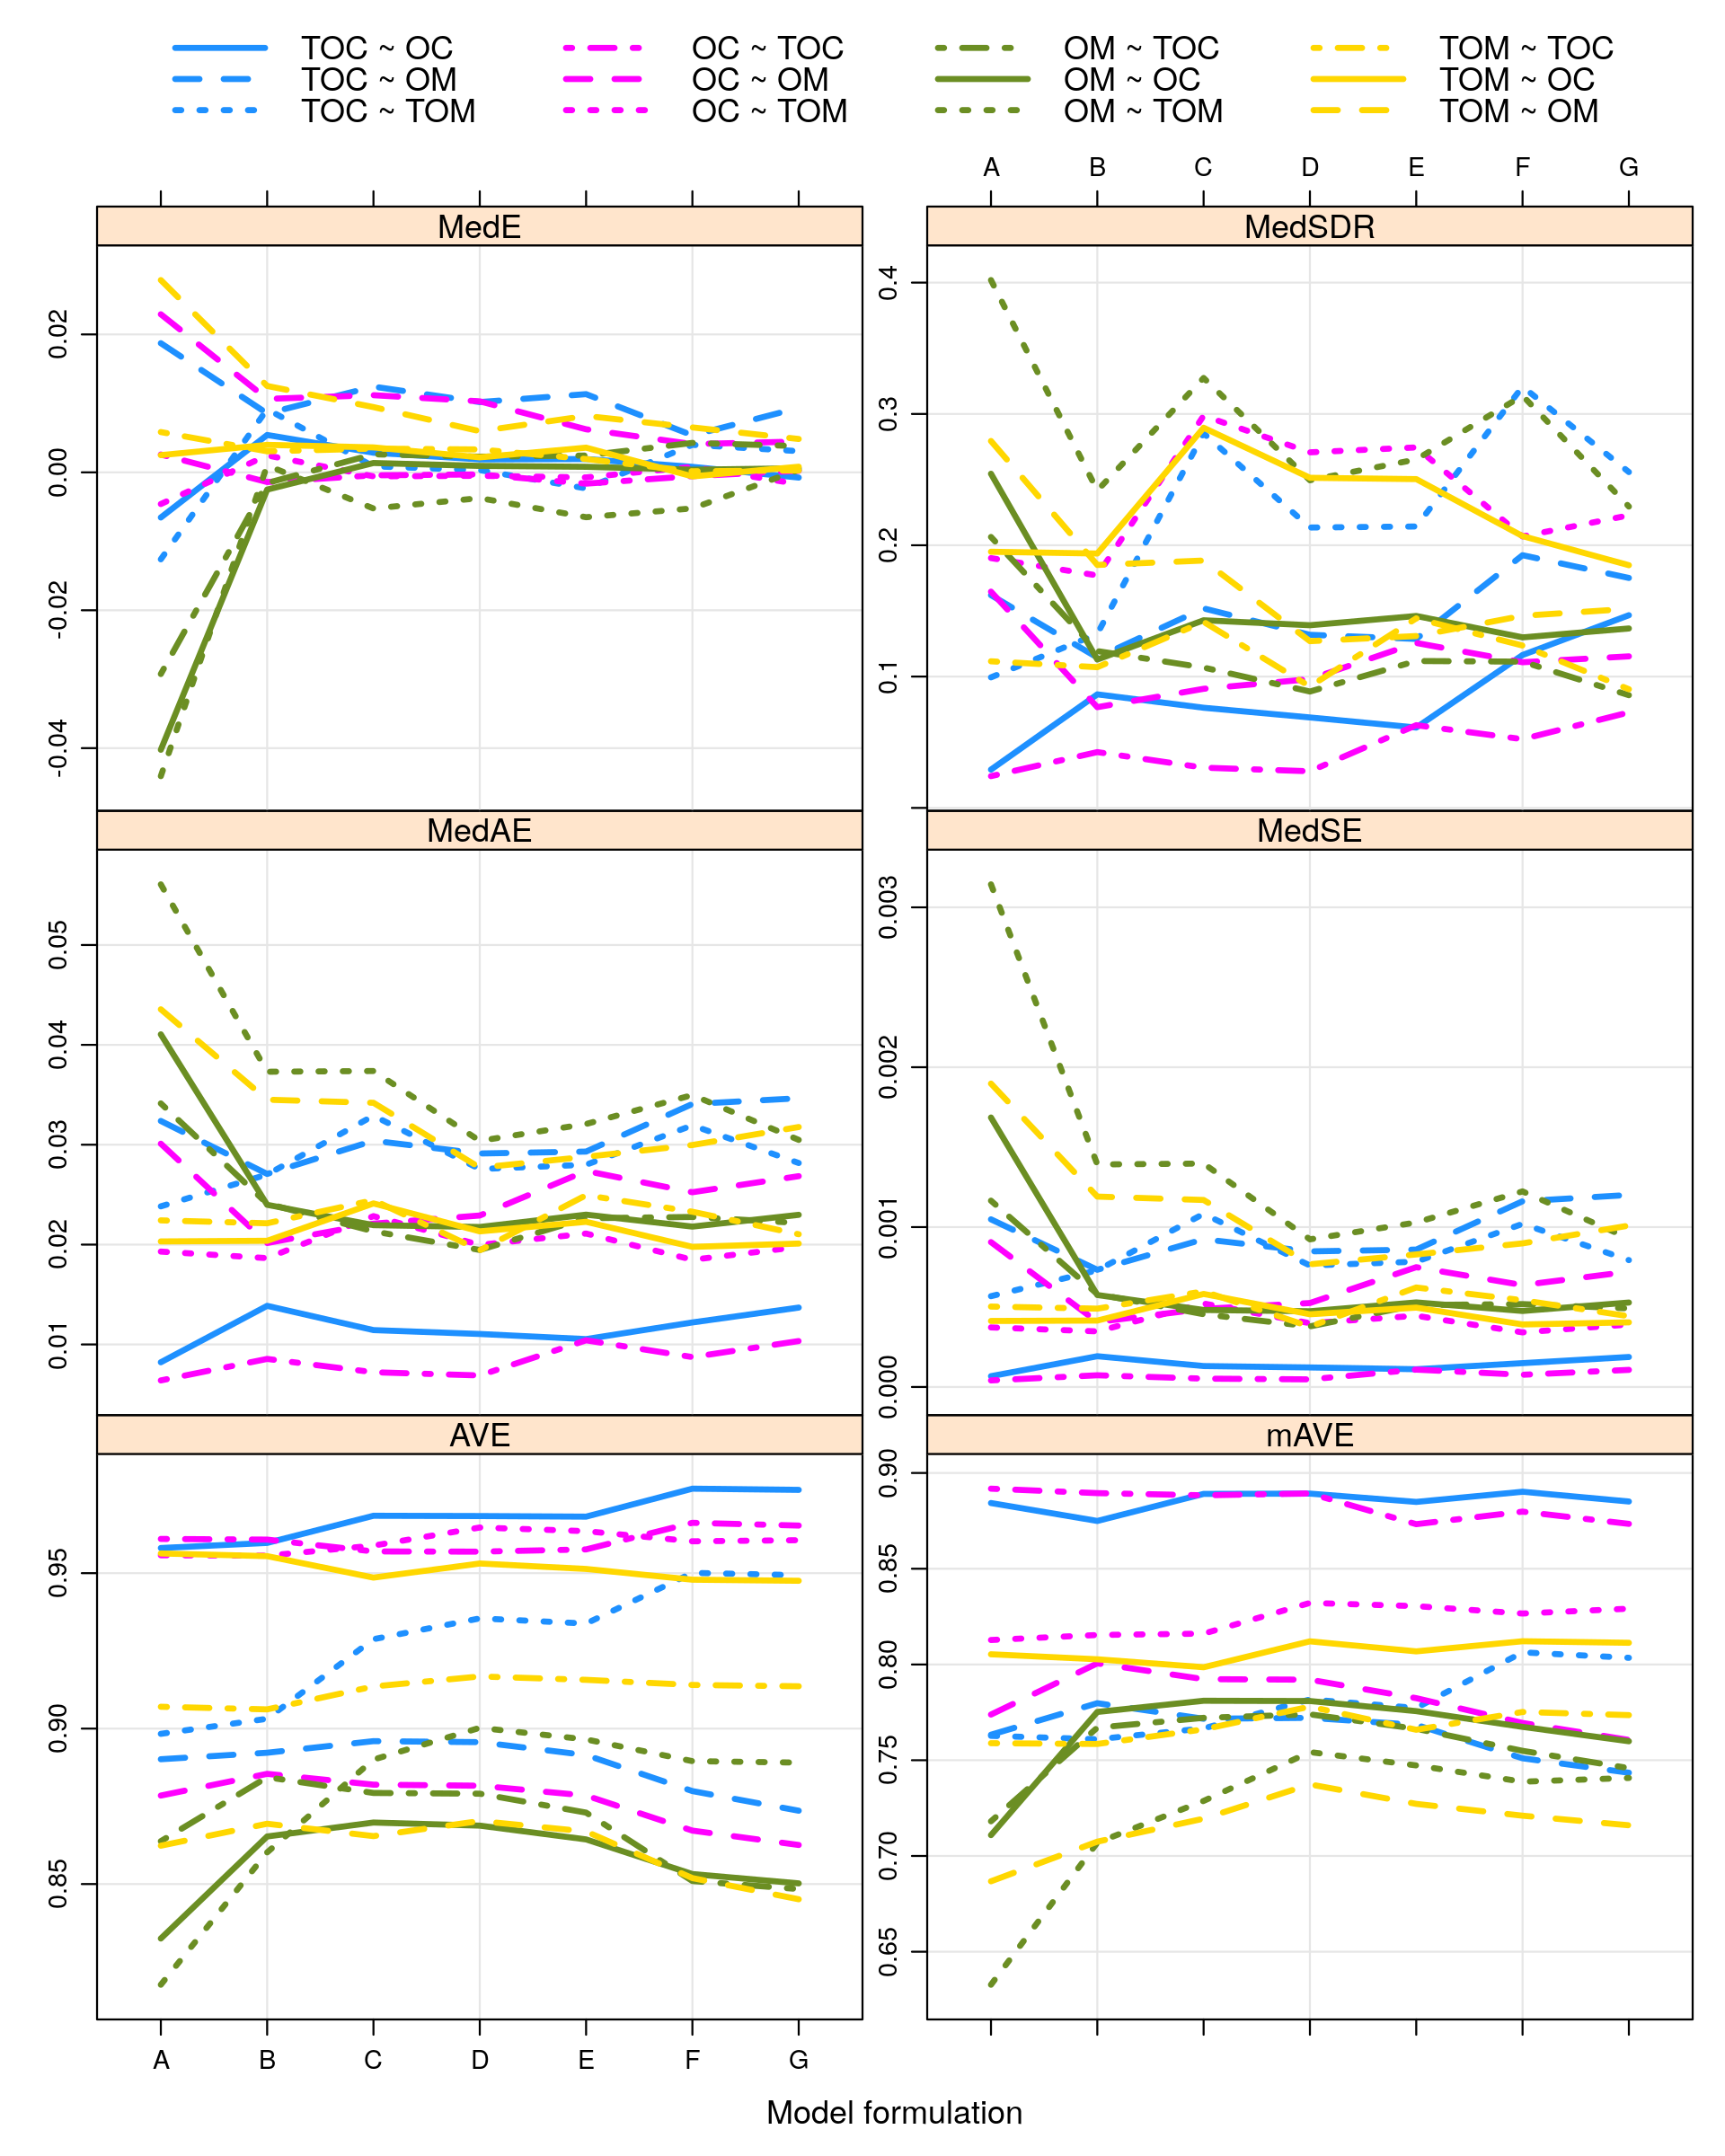 TOC ~ OC OC ~ TOC OM ~ TOC TOM ~ TOC
TOC ~ OM OC ~ OM OM ~ OC TOM ~ OC
TOC ~ TOM OC ~ TOM OM ~ TOM TOM ~ OM
A B C D E F G
MedE MedSDR
0.02
0.00
-0.02
-0.04
0.4
0.3
0.2
0.1
MedAE MedSE
0.05
0.04
0.03
0.02
0.01
0.003
0.002
0.001
0.000
AVE mAVE
0.95
0.90
0.85
0.90
0.85
0.80
0.75
0.70
0.65
A B C D E F G
Model formulation